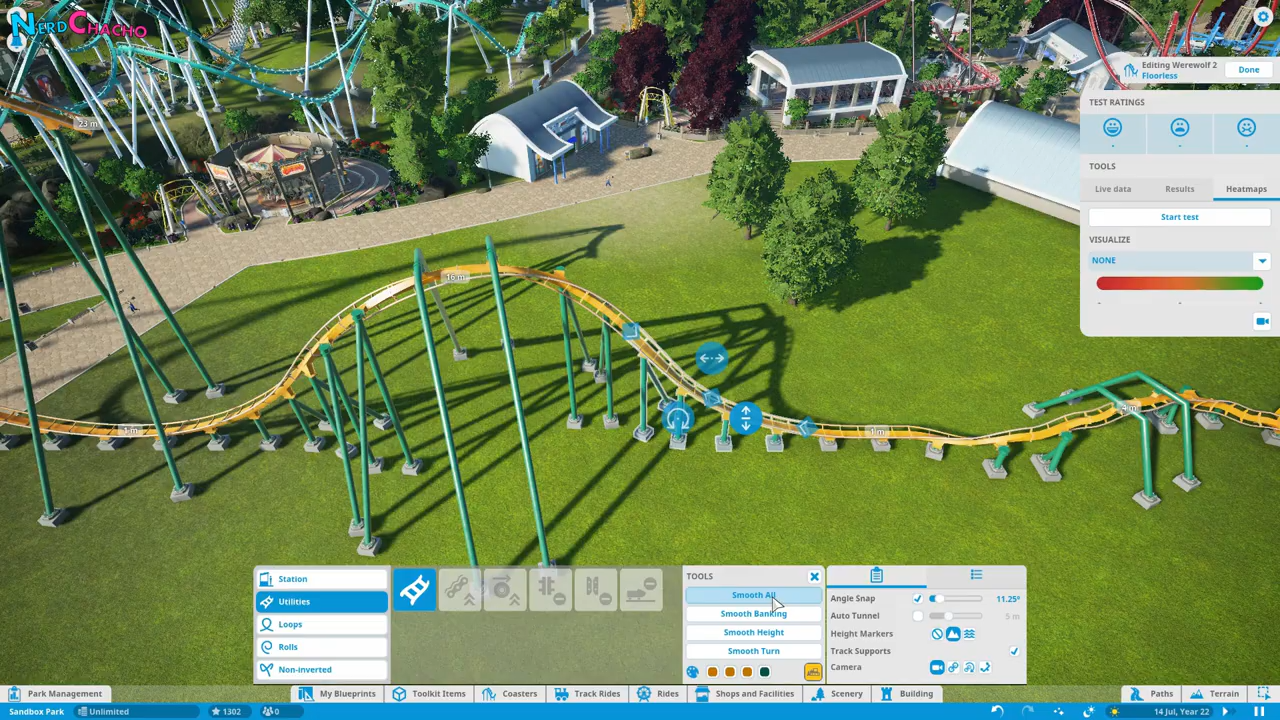 NERDCHACHO
23 m
Editing Werewolf 2
Floorless
Done
TEST RATINGS
- - -
TOOLS
Live data Results Heatmaps
Start test
VISUALIZE
NONE
- - -
16 m
1 m
1 m
4 m
Station
Utilities
Loops
Rolls
Non-inverted
TOOLS
Smooth All
Smooth Banking
Smooth Height
Smooth Turn
Angle Snap 11.25°
Auto Tunnel 5 m
Height Markers
Track Supports
Camera
Park Management My Blueprints Toolkit Items Coasters Track Rides Rides Shops and Facilities Scenery Building Paths Terrain
Sandbox Park Unlimited 1302 0 14 Jul, Year 22